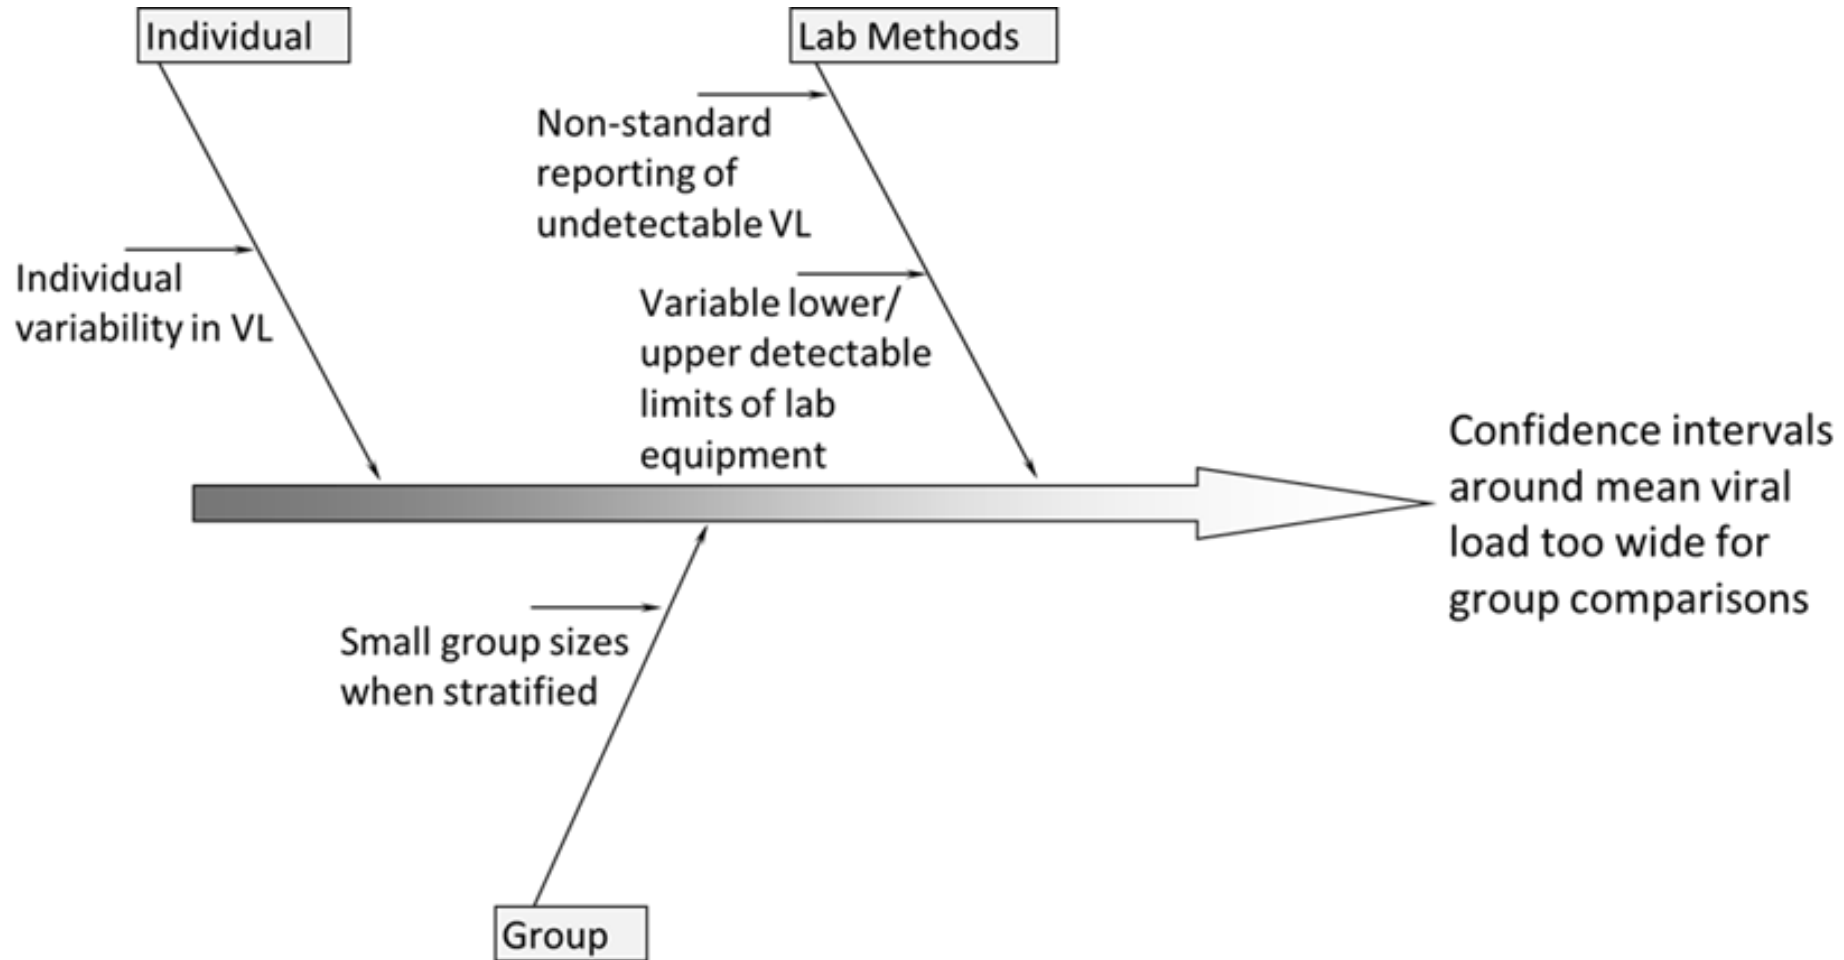 Individual
Lab Methods
Non-standard
reporting of
undetectable VL
Individual
variability in VL
Variable lower/
upper detectable
limits of lab
equipment
Confidence intervals
around mean viral
load too wide for
group comparisons
Small group sizes
when stratified
Group